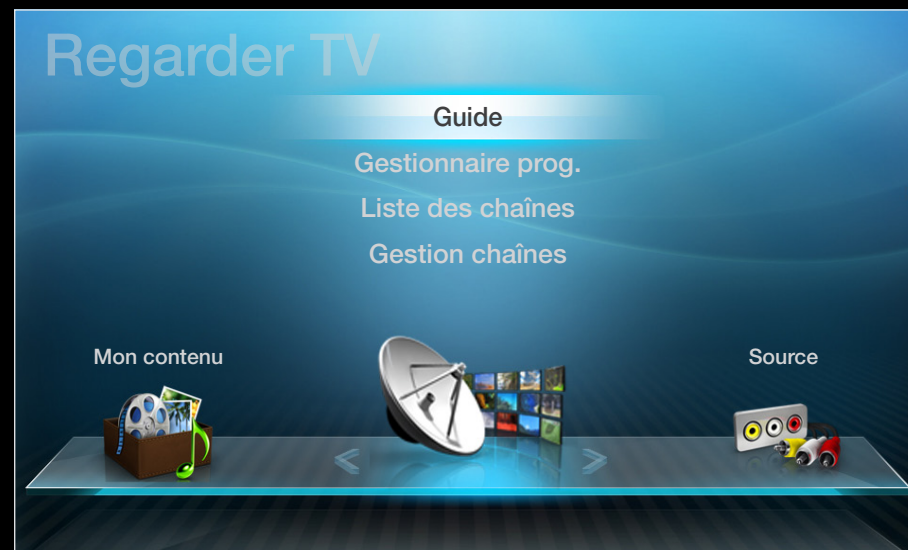 Regarder TV
Guide
Gestionnaire prog.
Liste des chaînes
Gestion chaînes
Mon contenu
Source